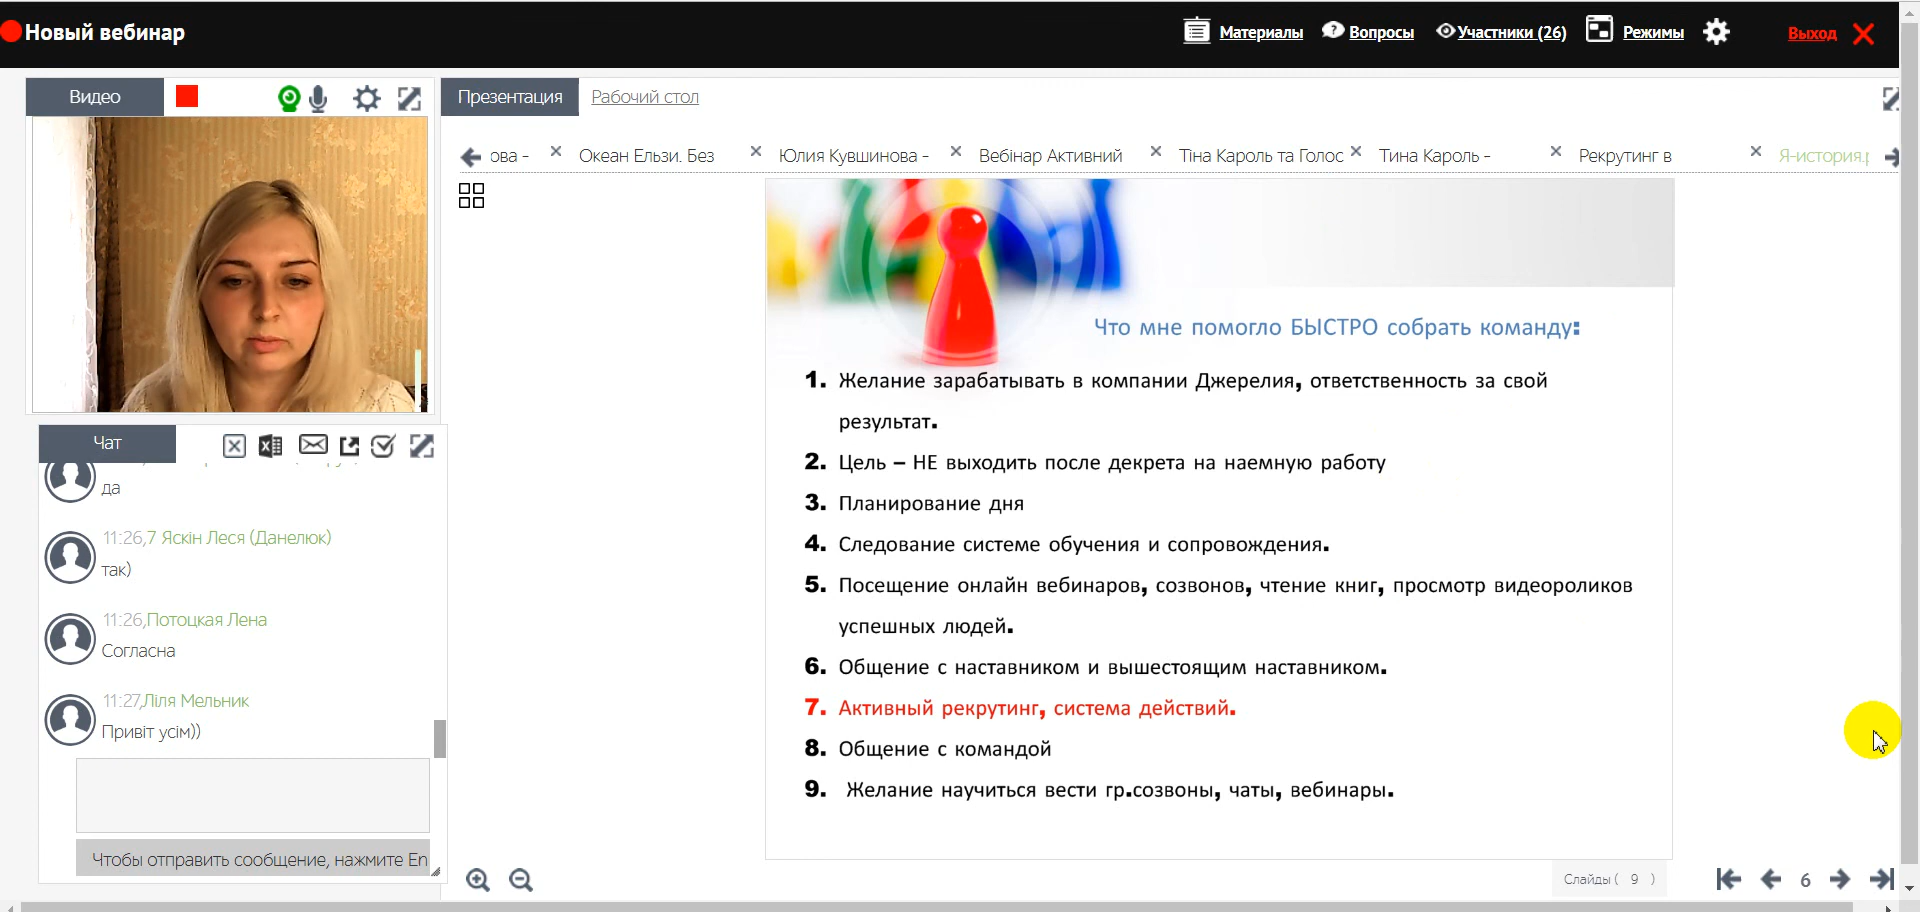 Новый вебинар
Материалы
Вопросы
Участники (26)
Режимы
Выход
Видео
Презентация
Рабочий стол
ова -
Океан Ельзи. Без
Юлия Кувшинова -
Вебінар Активний
Тіна Кароль та Голос
Тина Кароль -
Рекрутинг в
Я-история.р
Что мне помогло БЫСТРО собрать команду:
1. Желание зарабатывать в компании Джерелия, ответственность за свой
результат.
2. Цель – НЕ выходить после декрета на наемную работу
3. Планирование дня
4. Следование системе обучения и сопровождения.
5. Посещение онлайн вебинаров, созвонов, чтение книг, просмотр видеороликов
успешных людей.
6. Общение с наставником и вышестоящим наставником.
7. Активный рекрутинг, система действий.
8. Общение с командой
9. Желание научиться вести гр.созвоны, чаты, вебинары.
Чат
да
11:26,7 Яскін Леся (Данелюк)
так)
11:26,Потоцкая Лена
Согласна
11:27,Ліля Мельник
Привіт усім))
Чтобы отправить сообщение, нажмите En
Слайды ( 9 )
6